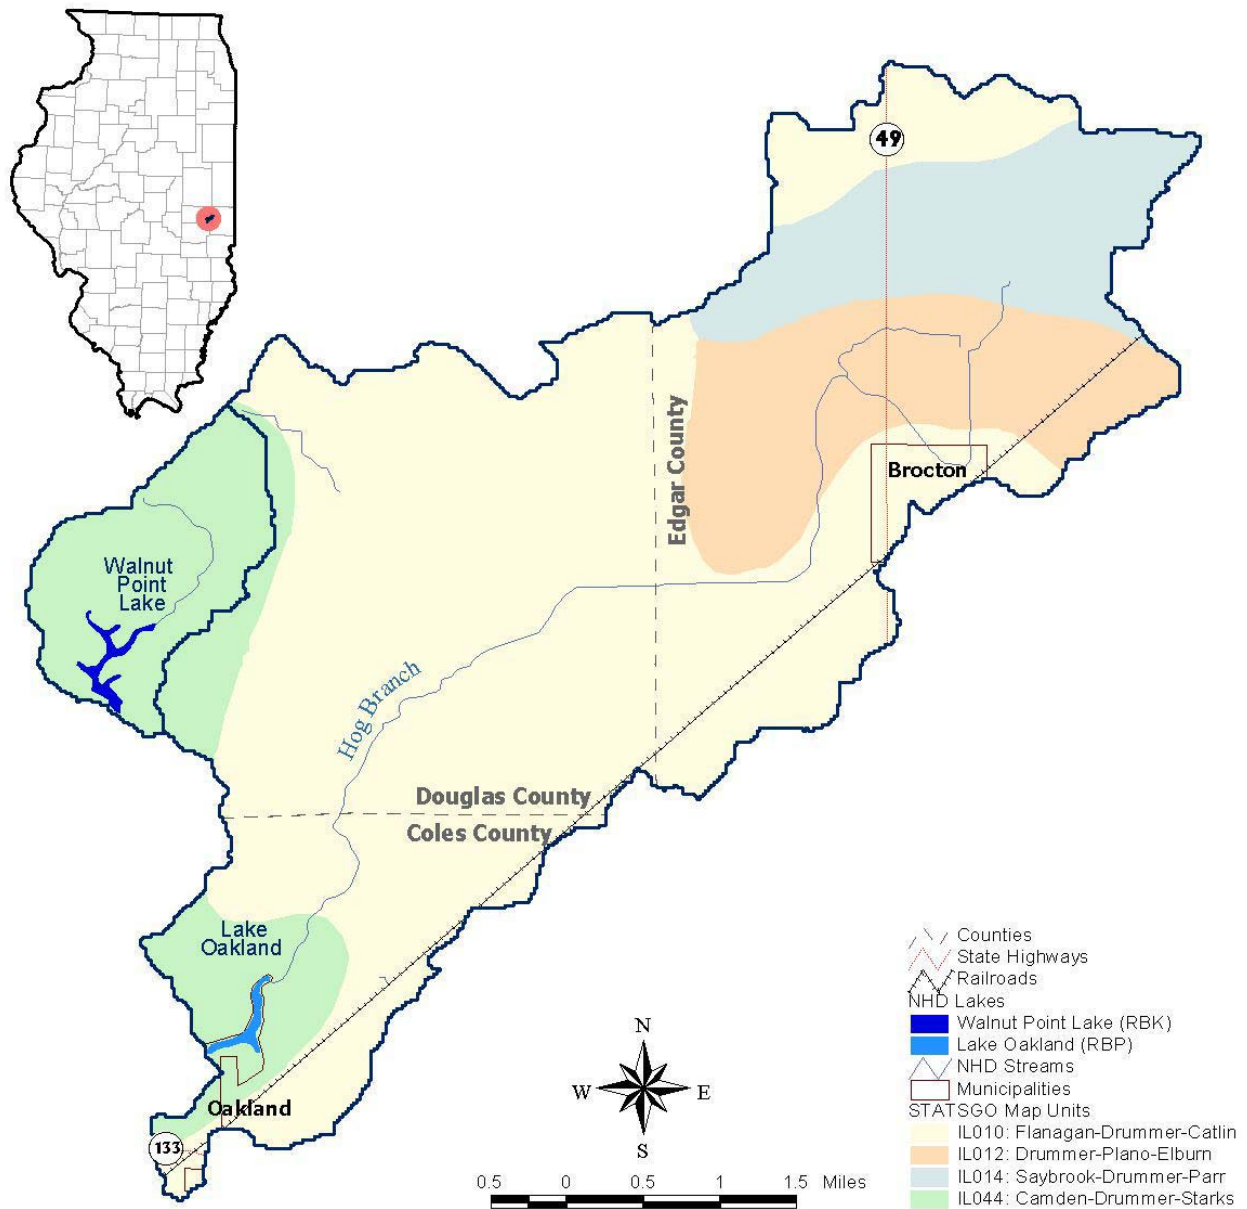 49
Edgar County
Brocton
Walnut
Point
Lake
Hog Branch
Douglas County
Coles County
Lake
Oakland
Oakland
133
N
W E
S
0.5 0 0.5 1 1.5 Miles
Counties
State Highways
Railroads
NHD Lakes
Walnut Point Lake (RBK)
Lake Oakland (RBP)
NHD Streams
Municipalities
STATSGO Map Units
IL010: Flanagan-Drummer-Catlin
IL012: Drummer-Plano-Elburn
IL014: Saybrook-Drummer-Parr
IL044: Camden-Drummer-Starks